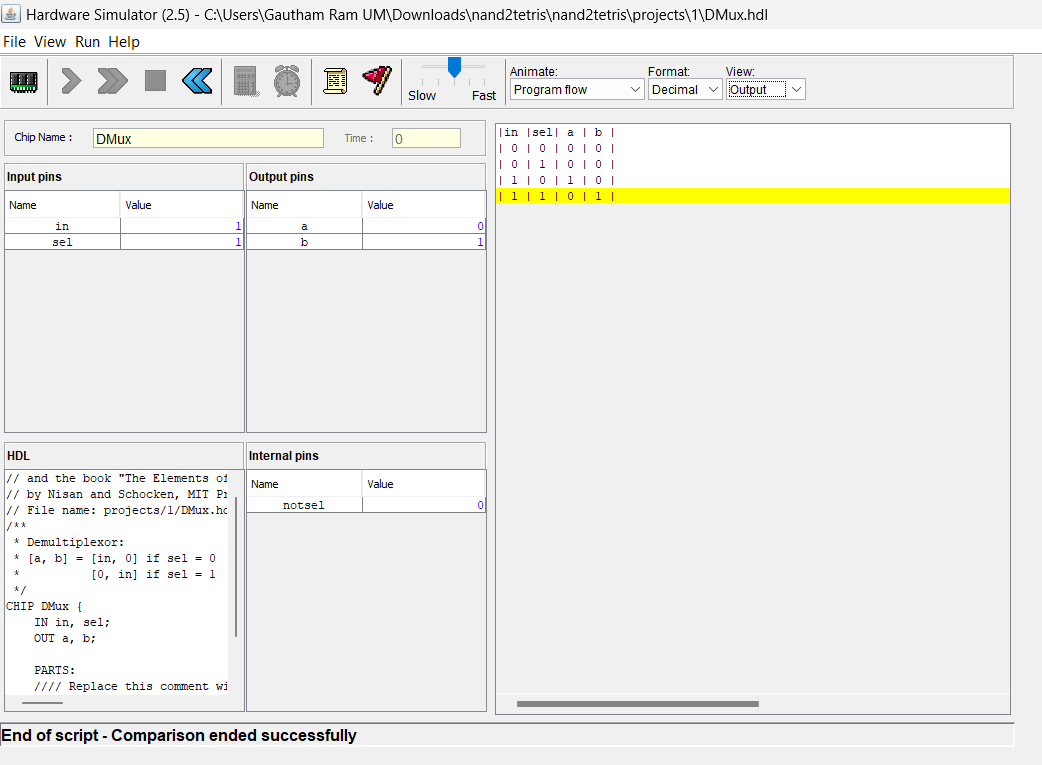 Hardware Simulator (2.5) - C:\Users\Gautham Ram UM\Downloads\nand2tetris\nand2tetris\projects\1\DMux.hdl
File View Run Help
Slow Fast
Animate: Format: View:
Program flow Decimal Output
Chip Name : DMux Time : 0
Input pins
Name Value
in 1
sel 1
Output pins
Name Value
a 0
b 1
HDL
// and the book "The Elements of
// by Nisan and Schocken, MIT Pr
// File name: projects/1/DMux.hd
/**
* Demultiplexor:
* [a, b] = [in, 0] if sel = 0
* [0, in] if sel = 1
*/
CHIP DMux {
IN in, sel;
OUT a, b;
PARTS:
//// Replace this comment wi
Internal pins
Name Value
notsel 0
|in |sel| a | b |
| 0 | 0 | 0 | 0 |
| 0 | 1 | 0 | 0 |
| 1 | 0 | 1 | 0 |
| 1 | 1 | 0 | 1 |
End of script - Comparison ended successfully